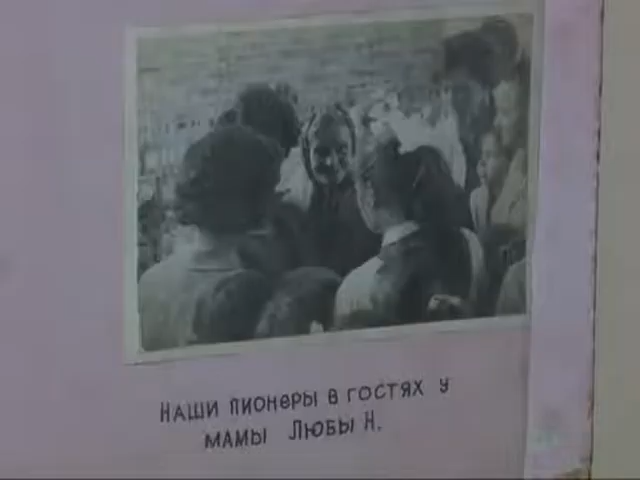 Наши пионеры в гостях у
мамы Любы Н.